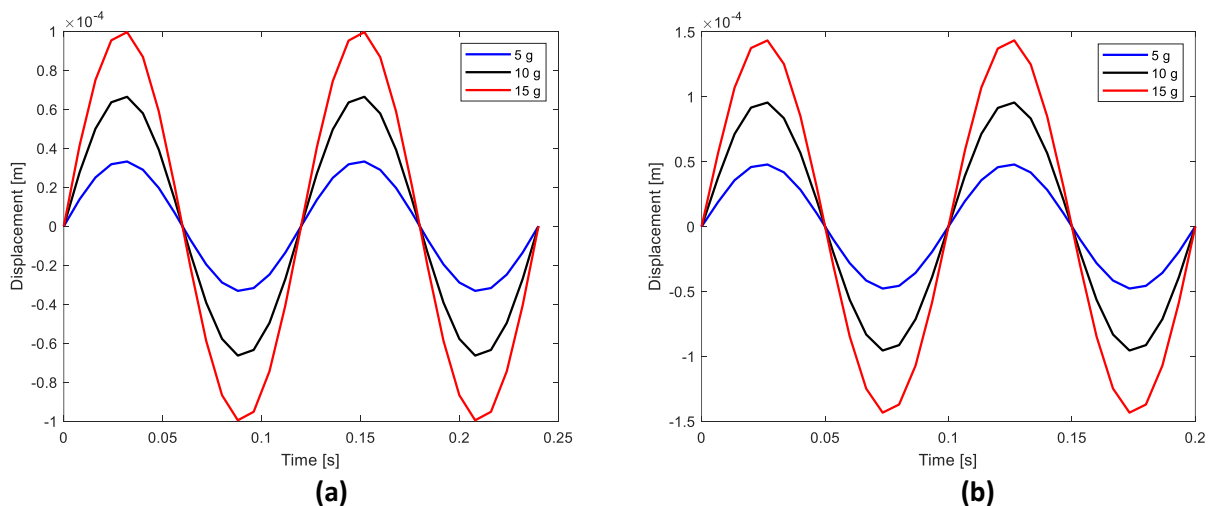 ×10⁻⁴
1
0.8
0.6
0.4
0.2
0
-0.2
-0.4
-0.6
-0.8
-1
Displacement [m]
5 g
10 g
15 g
0 0.05 0.1 0.15 0.2 0.25
Time [s]
(a)
×10⁻⁴
1.5
1
0.5
0
-0.5
-1
-1.5
Displacement [m]
5 g
10 g
15 g
0 0.05 0.1 0.15 0.2
Time [s]
(b)